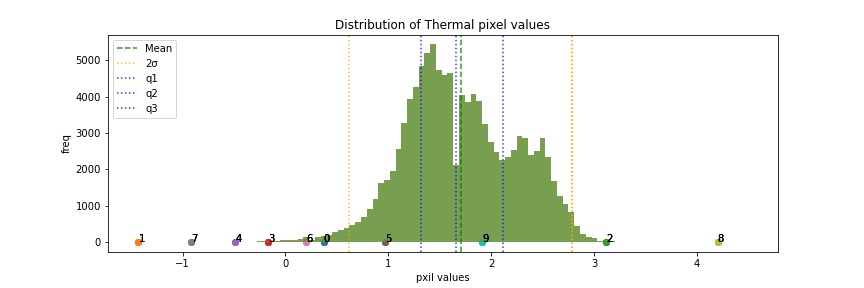 Distribution of Thermal pixel values
Mean
2σ
q1
q2
q3
freq
5000
4000
3000
2000
1000
0
1 7 4 3 6 0 5 9 2 8
−1 0 1 2 3 4
pxil values